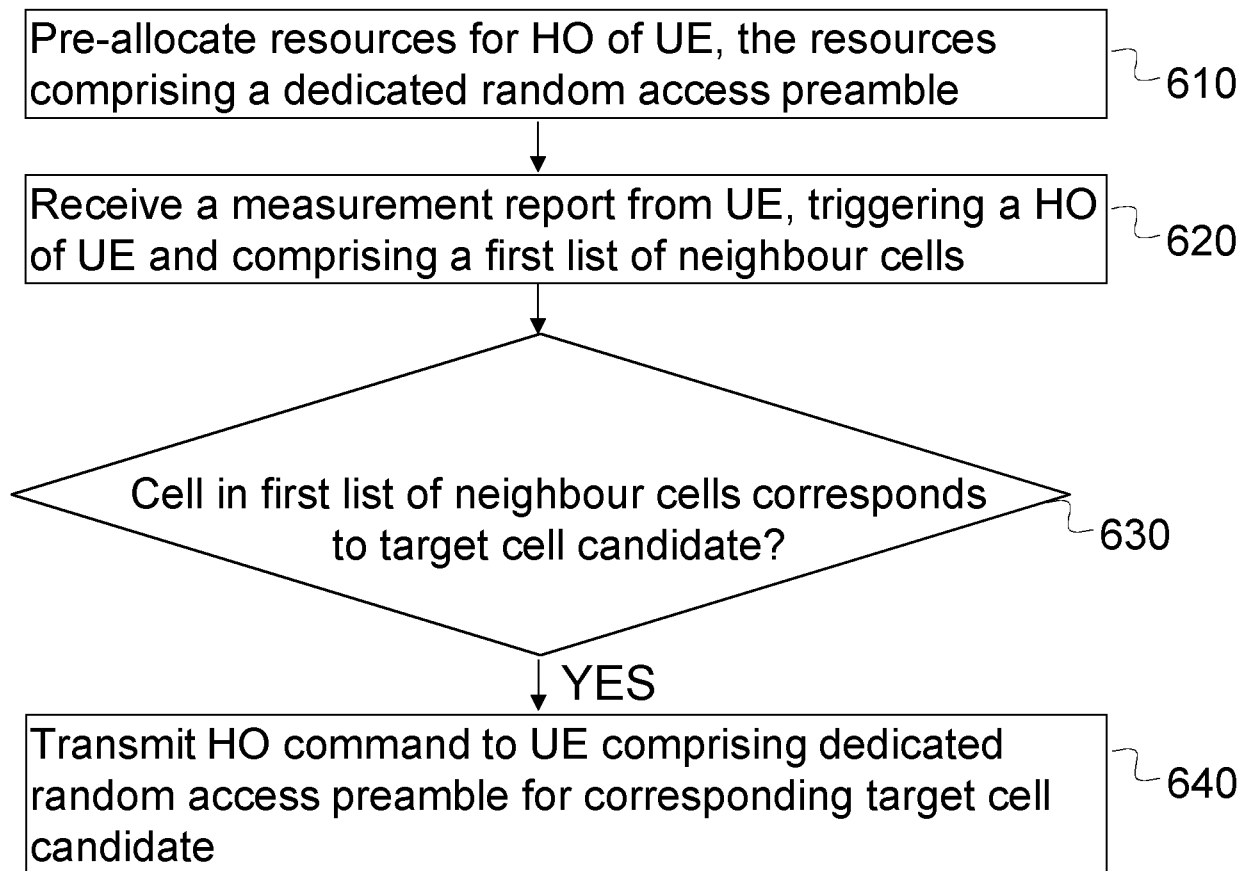 Pre-allocate resources for HO of UE, the resources
comprising a dedicated random access preamble
610
Receive a measurement report from UE, triggering a HO
of UE and comprising a first list of neighbour cells
620
Cell in first list of neighbour cells corresponds
to target cell candidate?
630
YES
Transmit HO command to UE comprising dedicated
random access preamble for corresponding target cell
candidate
640